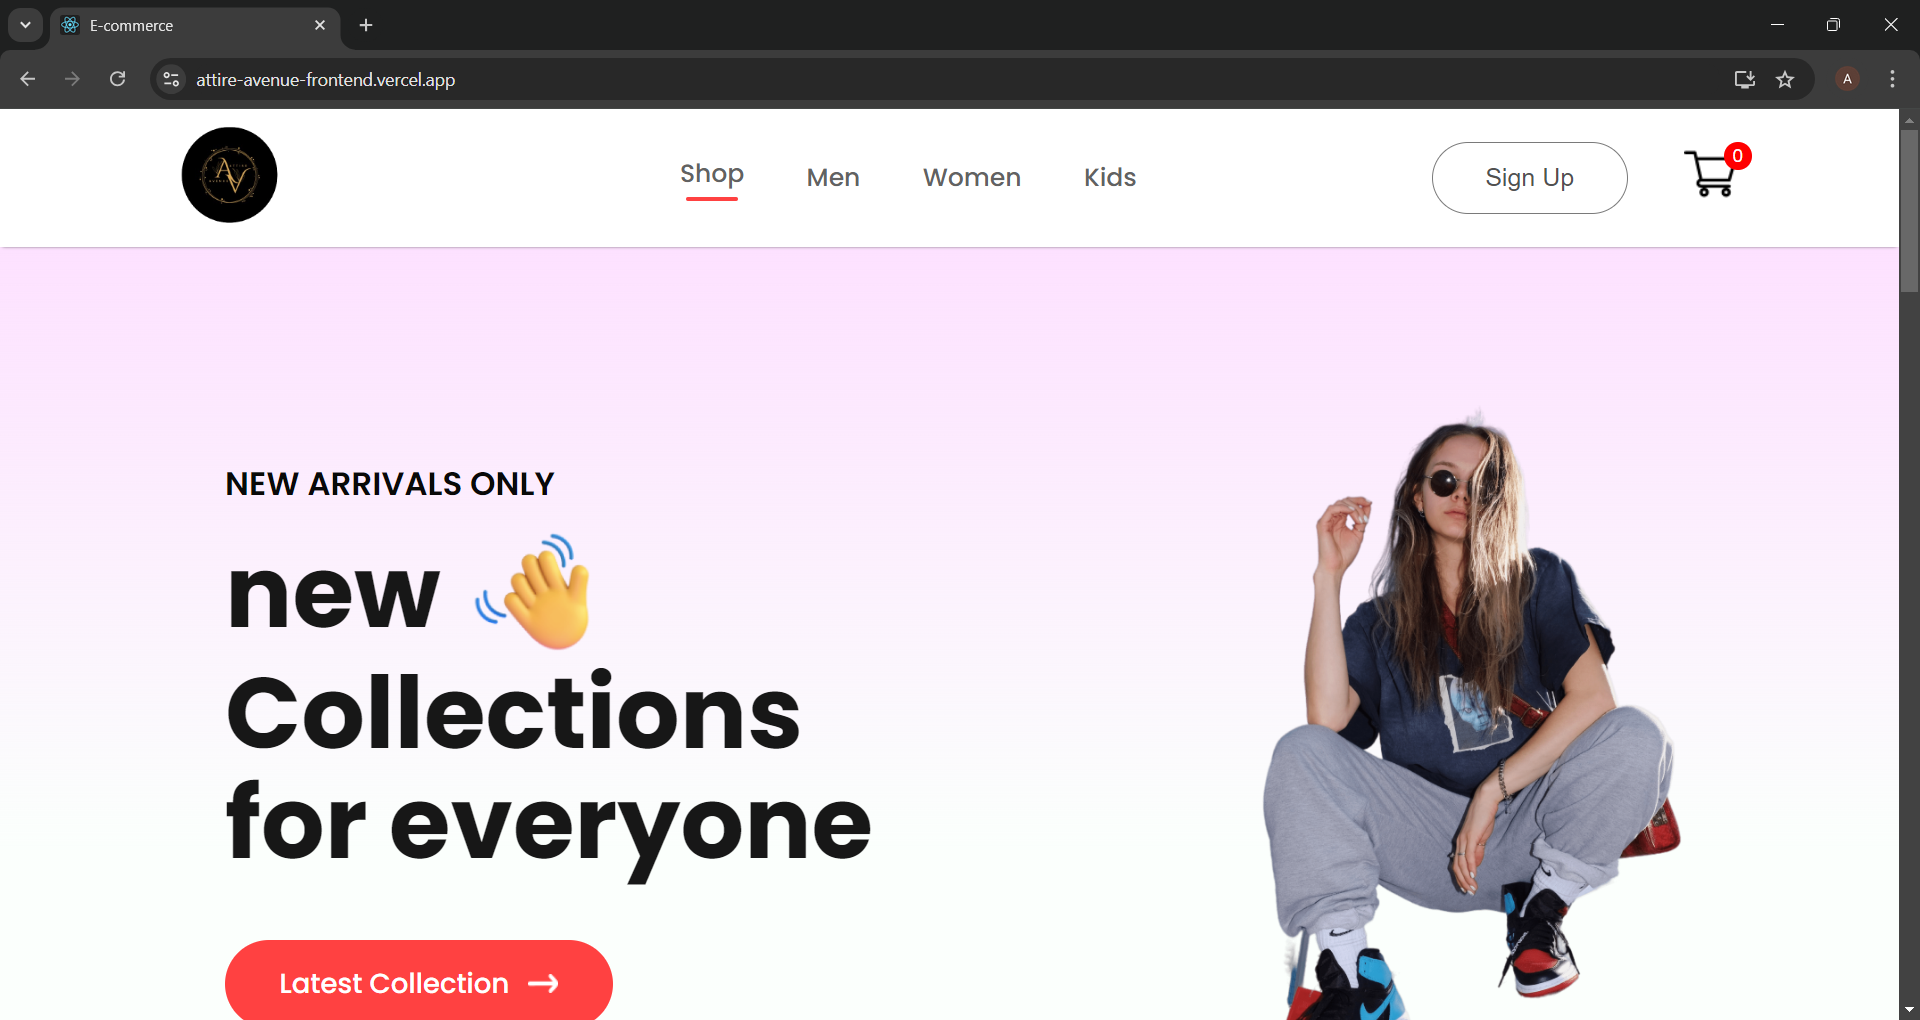 E-commerce
attire-avenue-frontend.vercel.app
A
AV
Shop
Men
Women
Kids
Sign Up
0
NEW ARRIVALS ONLY
new
Collections
for everyone
Latest Collection